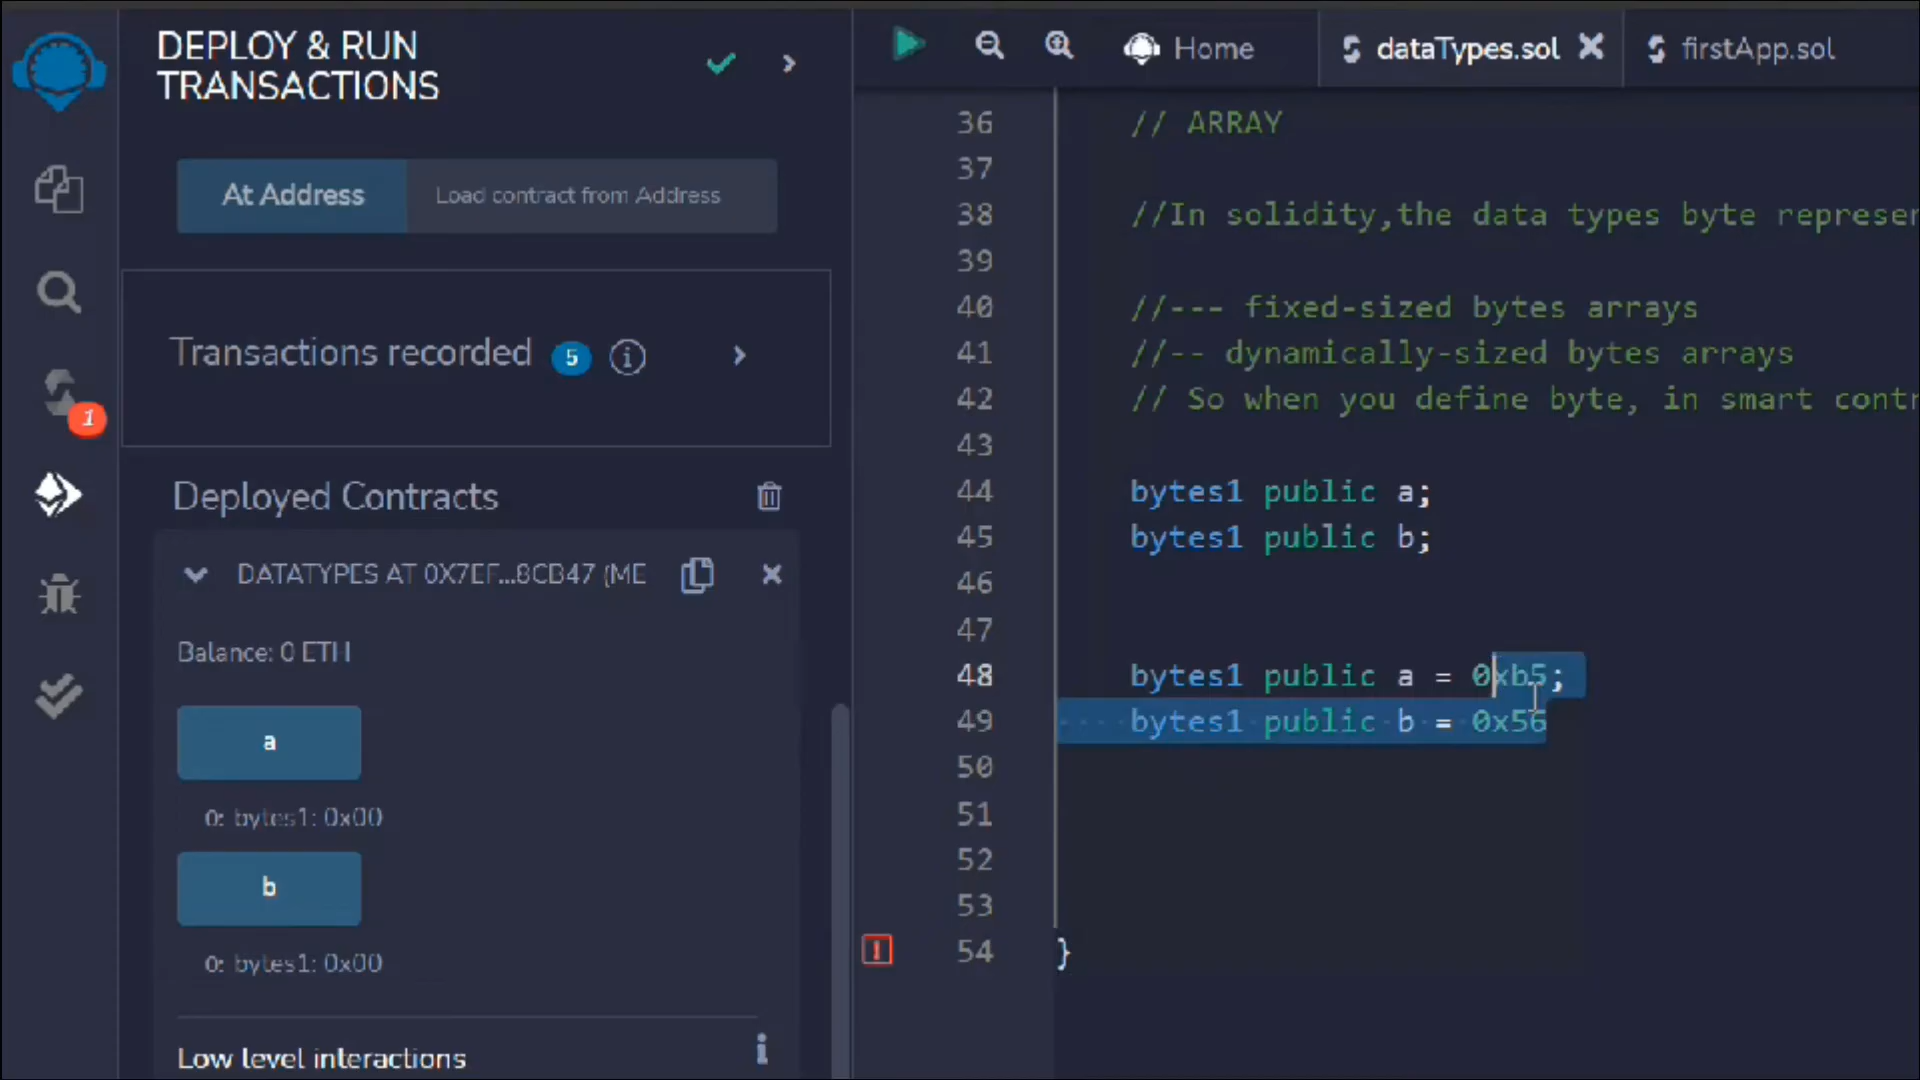 DEPLOY & RUN
TRANSACTIONS
At Address
Load contract from Address
Transactions recorded 5
1
Deployed Contracts
DATATYPES AT 0X7EF...8CB47 (ME
Balance: 0 ETH
a
0: bytes1: 0x00
b
0: bytes1: 0x00
Low level interactions
Home
dataTypes.sol
firstApp.sol
36 // ARRAY
37
38 //In solidity,the data types byte represen
39
40 //--- fixed-sized bytes arrays
41 //-- dynamically-sized bytes arrays
42 // So when you define byte, in smart contr
43
44 bytes1 public a;
45 bytes1 public b;
46
47
48 bytes1 public a = 0xb5;
49 bytes1 public b = 0x56
50
51
52
53
54 }